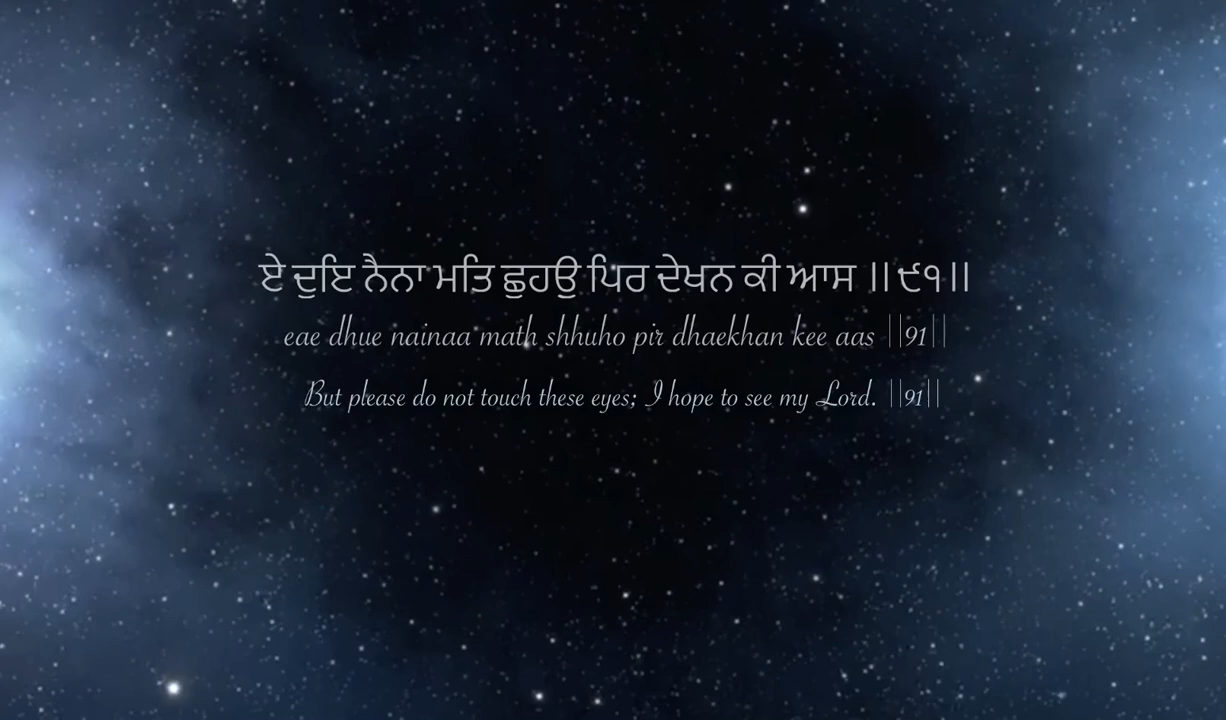 ਏ ਦੁਇ ਨੈਨਾ ਮਤਿ ਛੁਹਉ ਪਿਰ ਦੇਖਨ ਕੀ ਆਸ ॥੯੧॥
eae dhue nainaa math shhuho pir dhaekhan kee aas ||91||
But please do not touch these eyes; I hope to see my Lord. ||91||